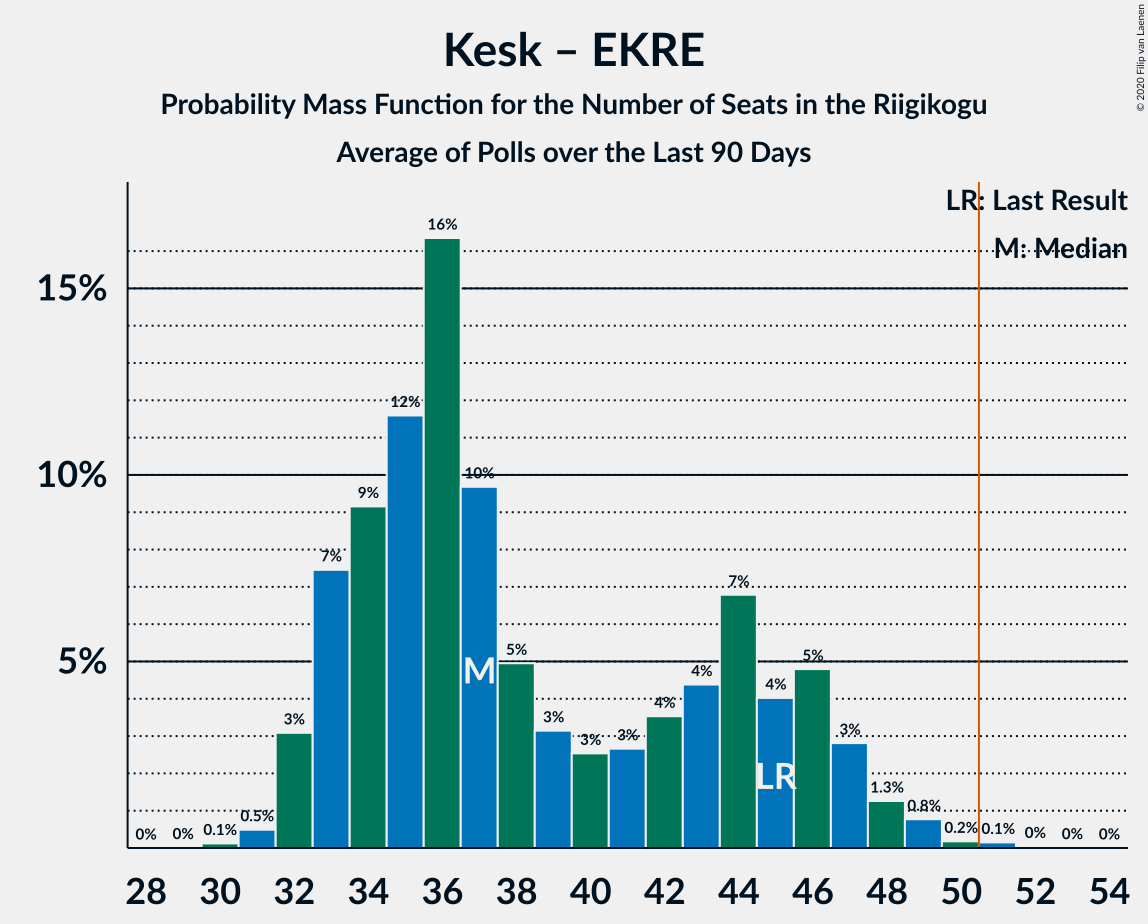 Kesk – EKRE
Probability Mass Function for the Number of Seats in the Riigikogu
Average of Polls over the Last 90 Days
© 2020 Filip van Laenen
LR: Last Result
M: Median
15%
10%
5%
0% 0% 0.1% 0.5% 3% 7% 9% 12% 16% 10% 5% 3% 3% 3% 4% 4% 7% 4% 5% 3% 1.3% 0.8% 0.2% 0.1% 0% 0% 0%
M
LR
28 30 32 34 36 38 40 42 44 46 48 50 52 54